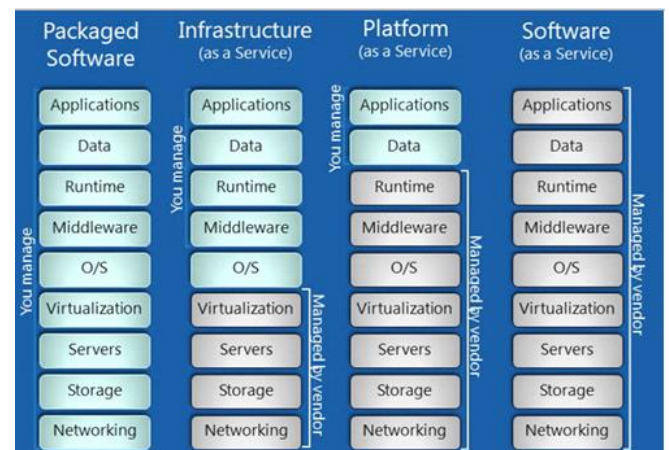 Packaged Software
Infrastructure
(as a Service)
Platform
(as a Service)
Software
(as a Service)
You manage
Applications
Data
Runtime
Middleware
O/S
Virtualization
Servers
Storage
Networking
You manage
Applications
Data
Runtime
Middleware
O/S
Virtualization
Servers
Storage
Networking
Managed by vendor
You manage
Applications
Data
Runtime
Middleware
O/S
Virtualization
Servers
Storage
Networking
Managed by vendor
Applications
Data
Runtime
Middleware
O/S
Virtualization
Servers
Storage
Networking
Managed by vendor